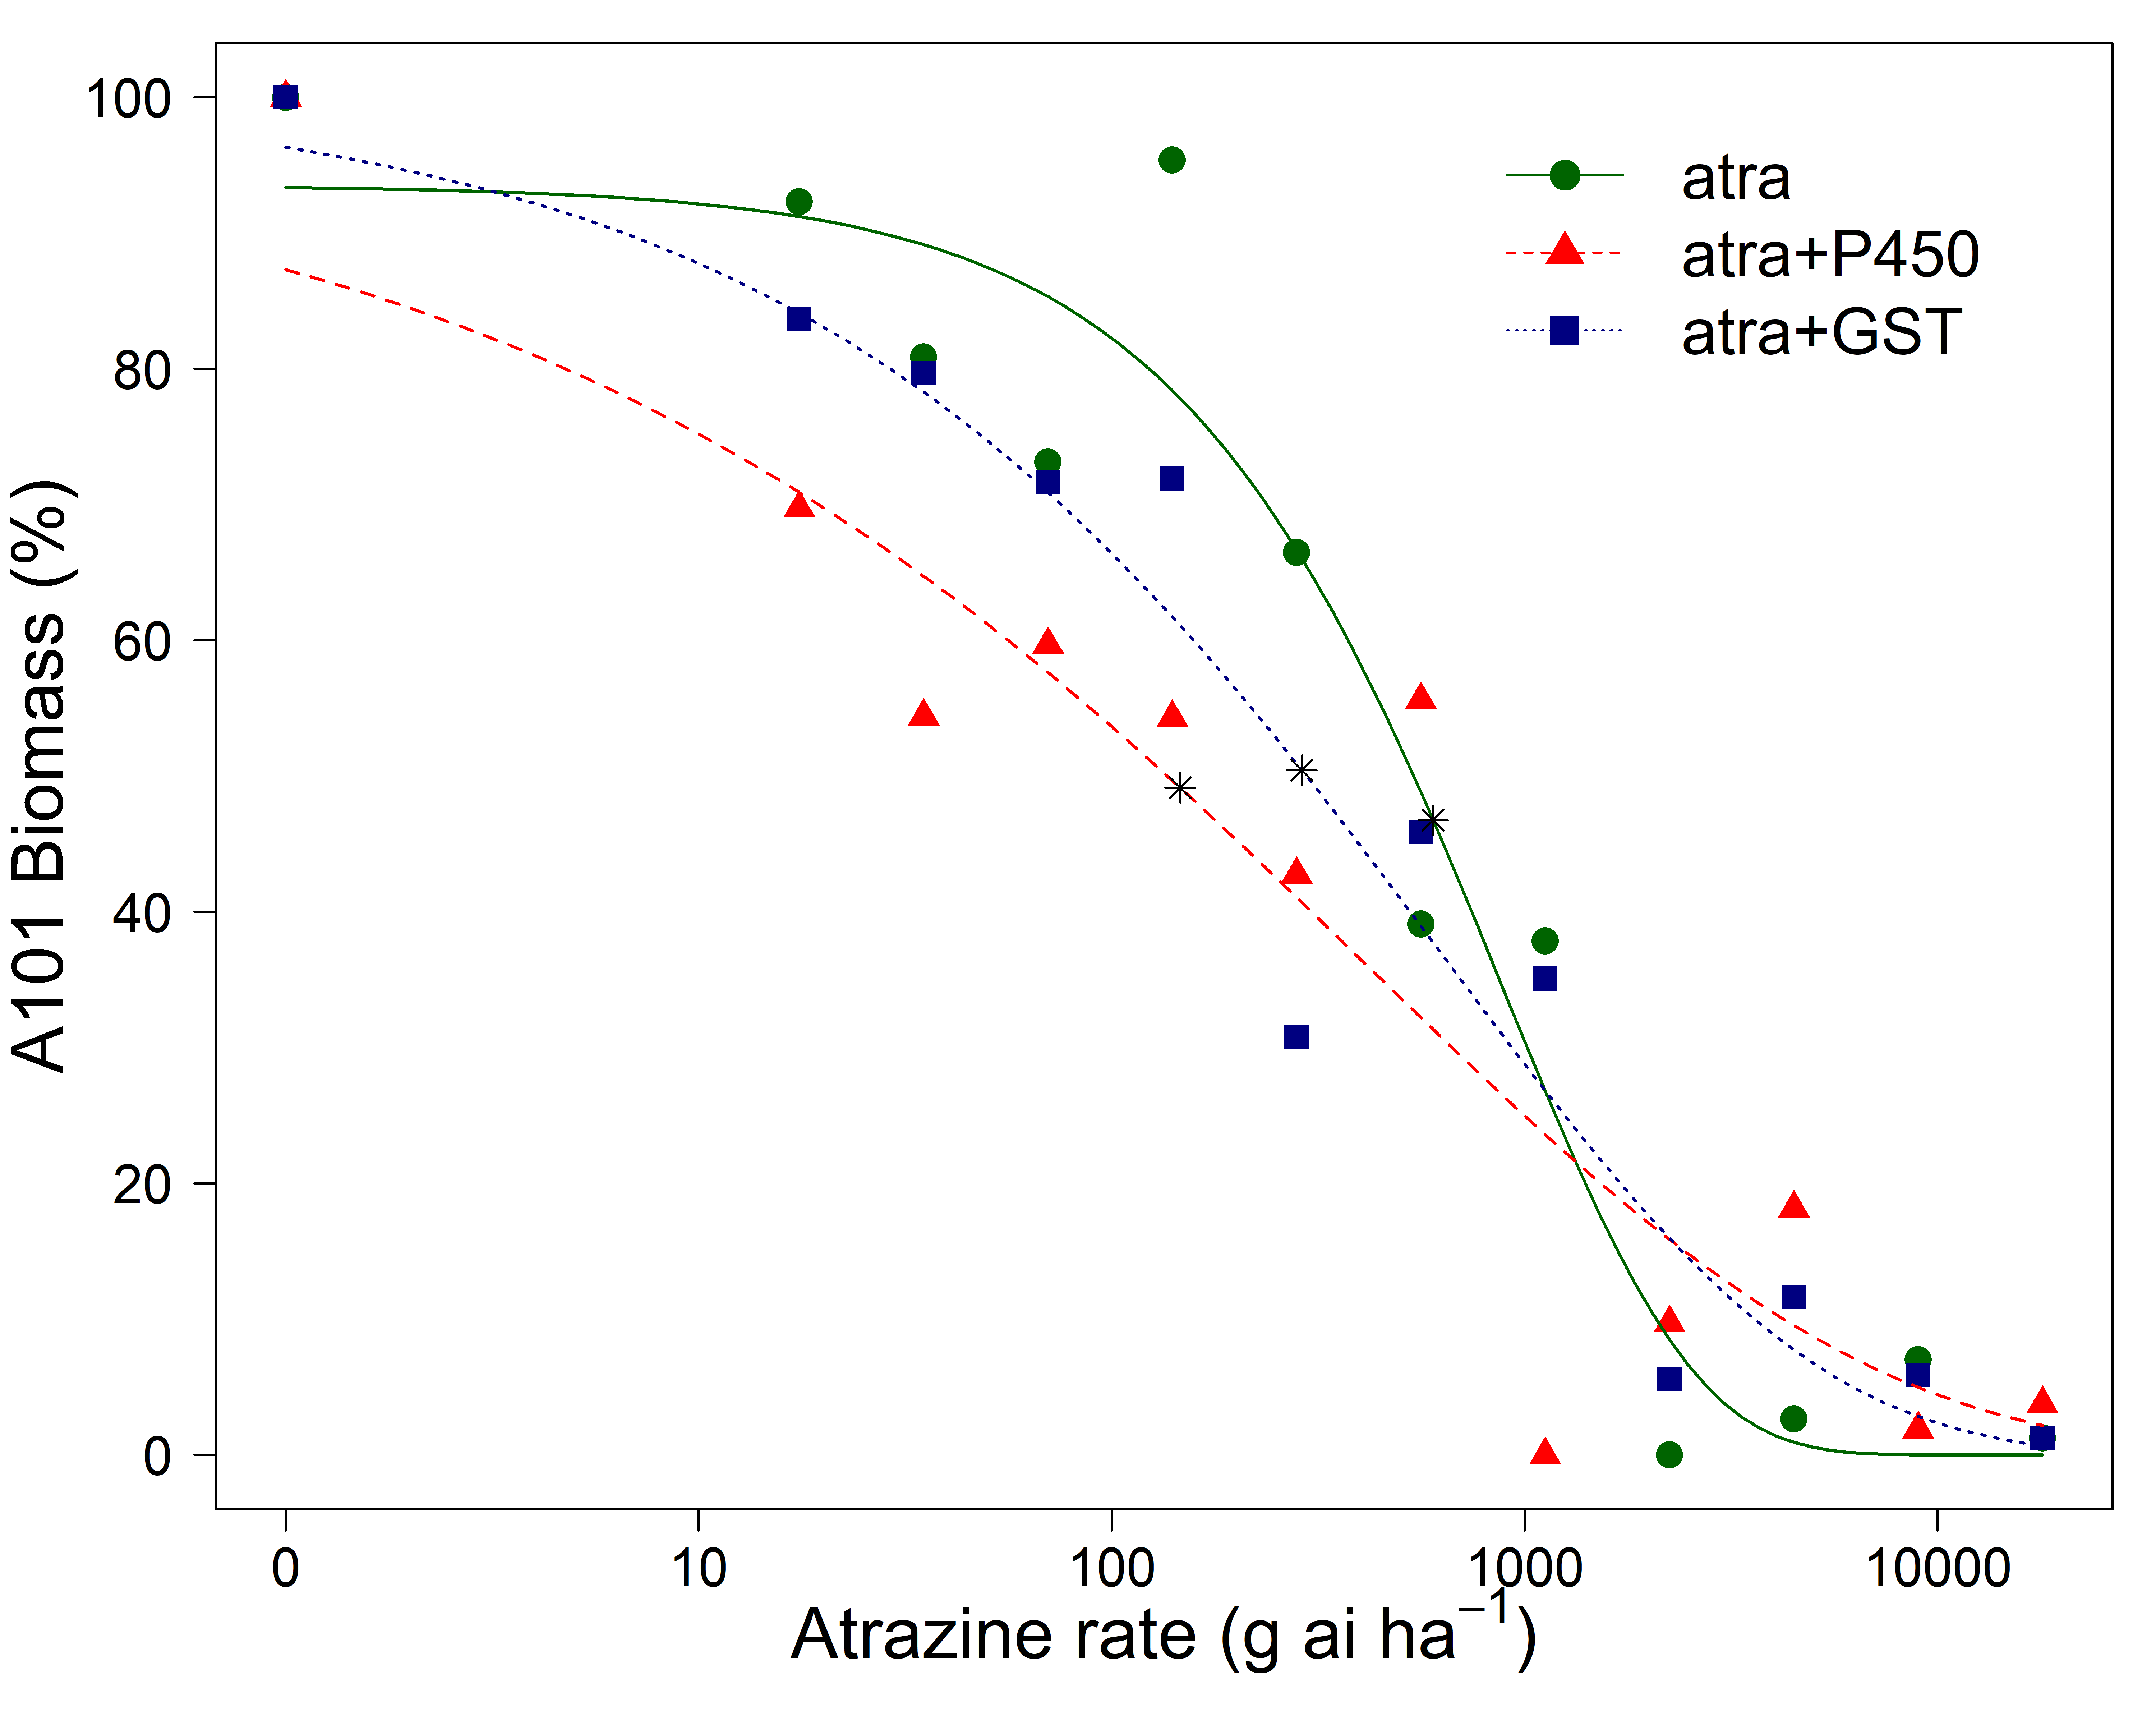 A101 Biomass (%)
100
80
60
40
20
0
atra
atra+P450
atra+GST
0 10 100 1000 10000
Atrazine rate (g ai ha⁻¹)